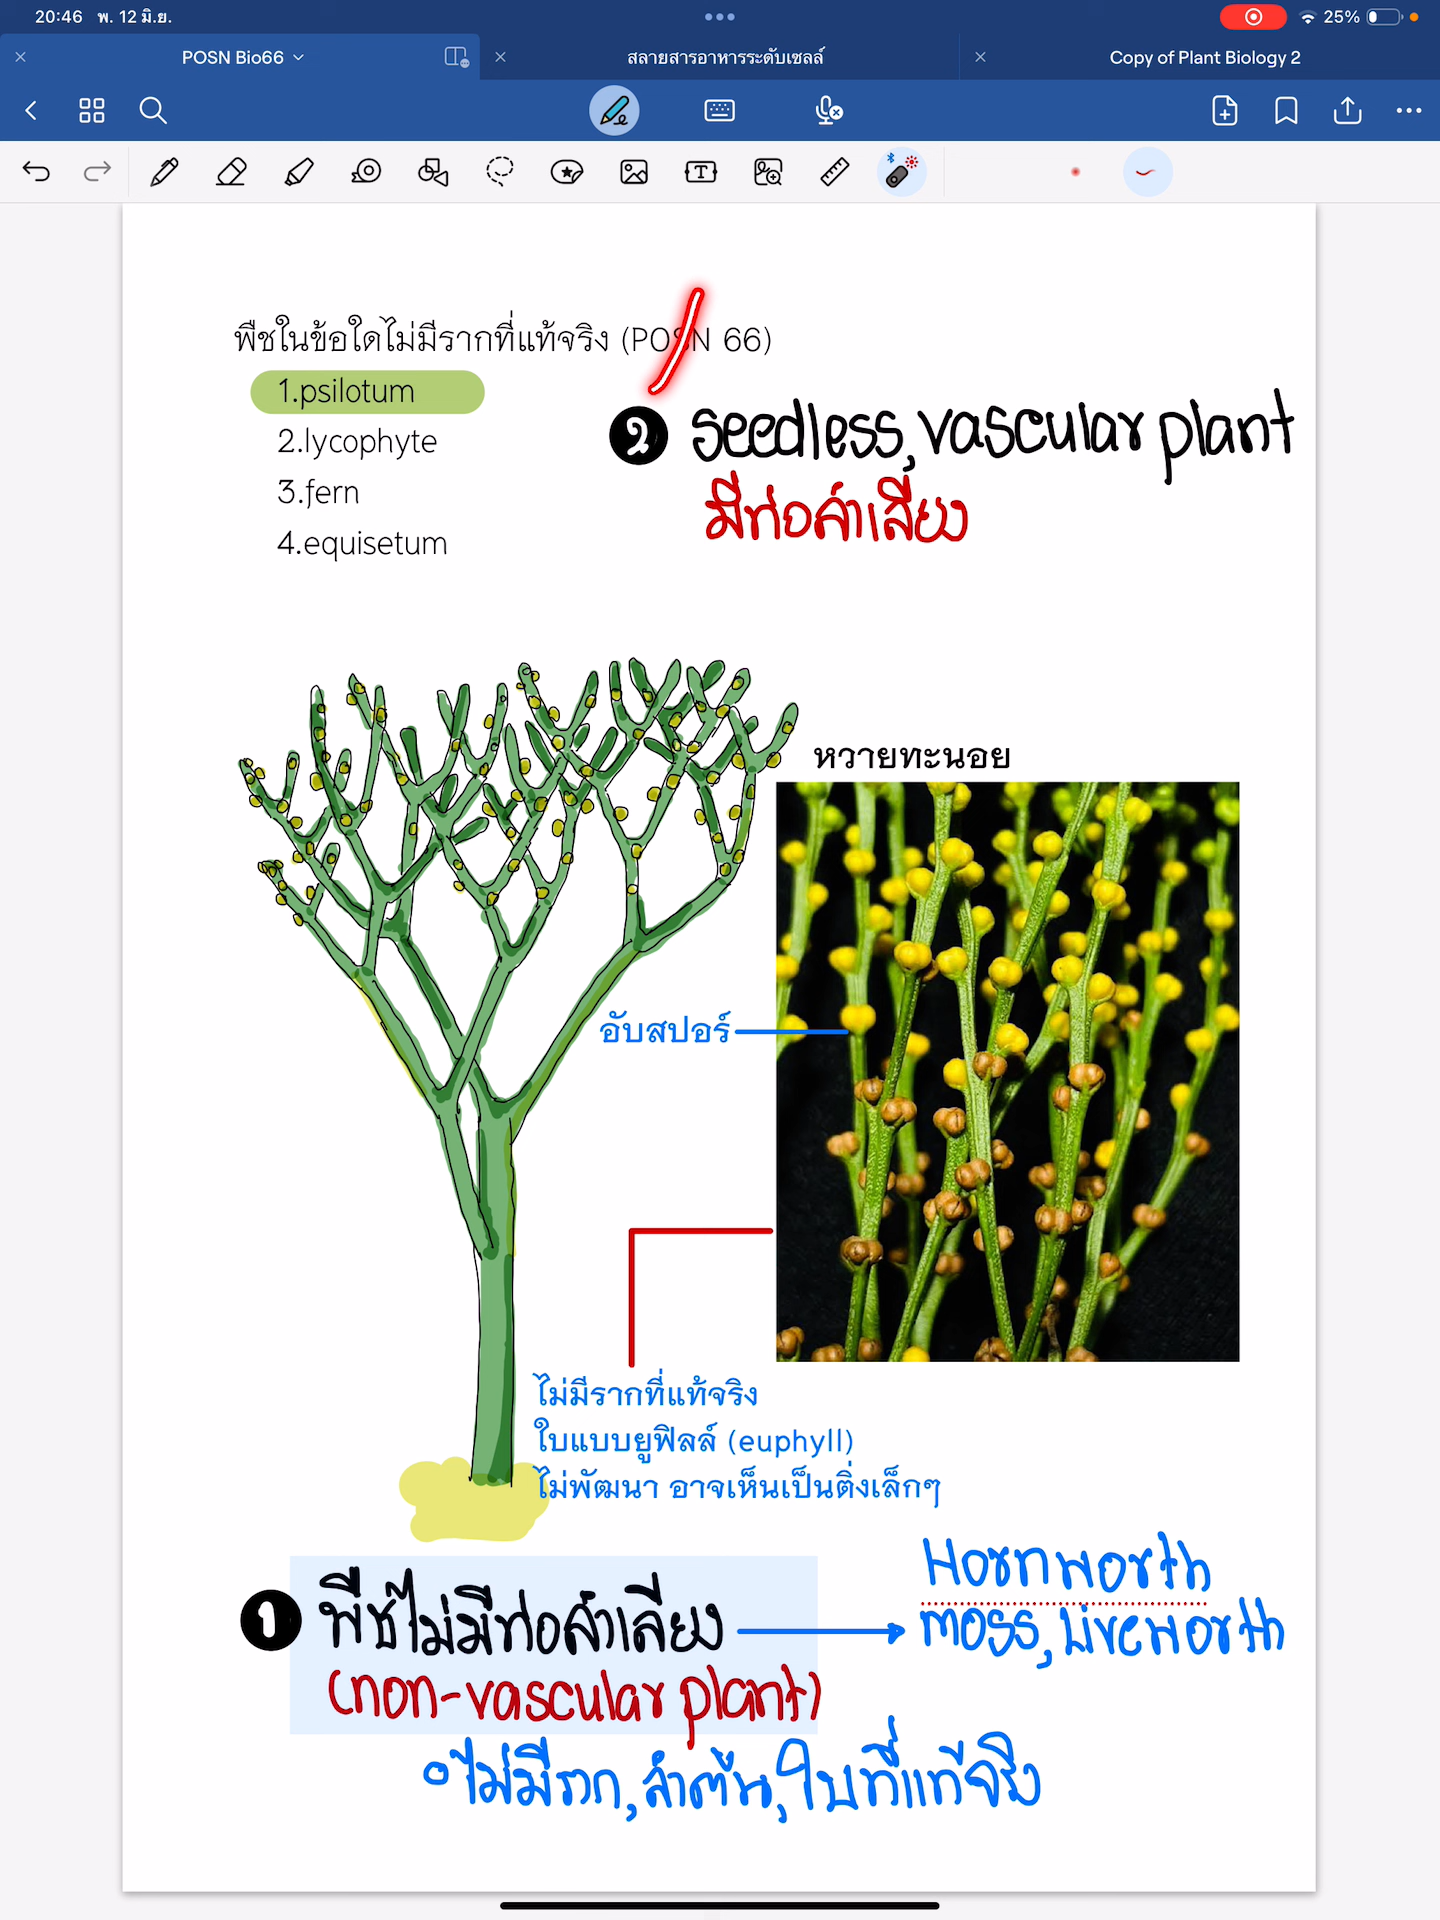 20:46 พ. 12 มิ.ย.
25%
POSN Bio66
สลายสารอาหารระดับเซลล์
Copy of Plant Biology 2
พืชในข้อใดไม่มีรากที่แท้จริง (POSN 66)
1.psilotum
2.lycophyte
3.fern
4.equisetum
2 seedless, vascular plant
มีท่อลำเลียง
หวายทะนอย
อับสปอร์
ไม่มีรากที่แท้จริง
ใบแบบยูฟิลล์ (euphyll)
ไม่พัฒนา อาจเห็นเป็นติ่งเล็กๆ
Hornworth
1 พืชไม่มีท่อลำเลียง
moss, Liveworth
(non-vascular plant)
ไม่มีราก, ลำต้น, ใบที่แท้จริง